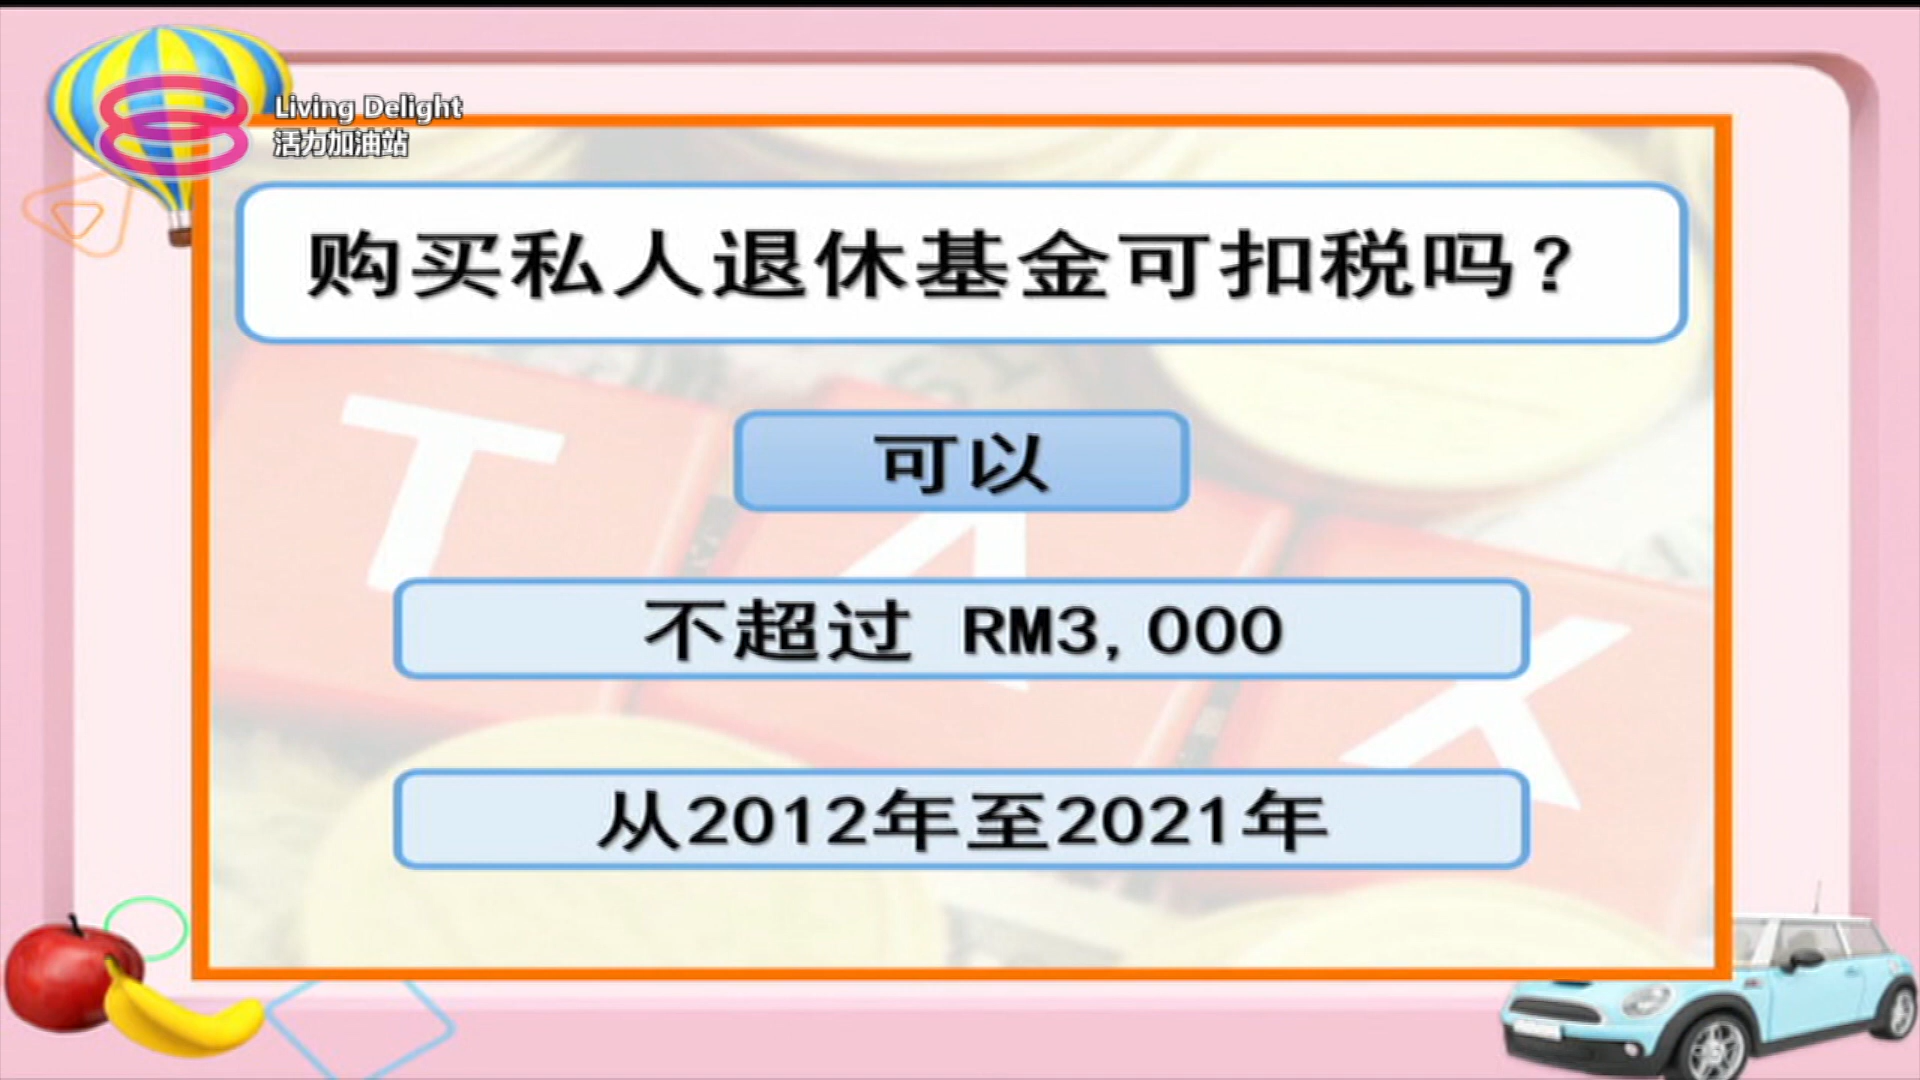 Living Delight
活力加油站
购买私人退休基金可扣税吗？
可以
不超过 RM3,000
从2012年至2021年
TAX